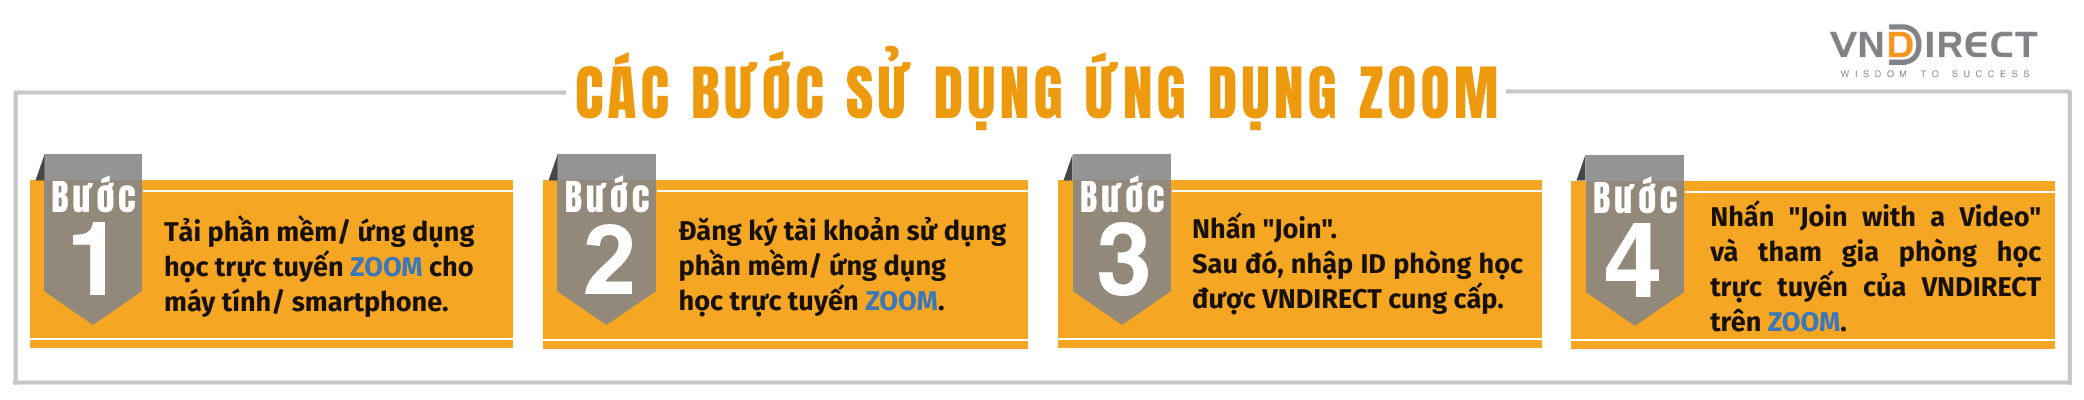 VNDIRECT
WISDOM TO SUCCESS
CÁC BƯỚC SỬ DỤNG ỨNG DỤNG ZOOM
Bước
1
Tải phần mềm/ ứng dụng
học trực tuyến ZOOM cho
máy tính/ smartphone.
Bước
2
Đăng ký tài khoản sử dụng
phần mềm/ ứng dụng
học trực tuyến ZOOM.
Bước
3
Nhấn "Join".
Sau đó, nhập ID phòng học
được VNDIRECT cung cấp.
Bước
4
Nhấn "Join with a Video"
và tham gia phòng học
trực tuyến của VNDIRECT
trên ZOOM.